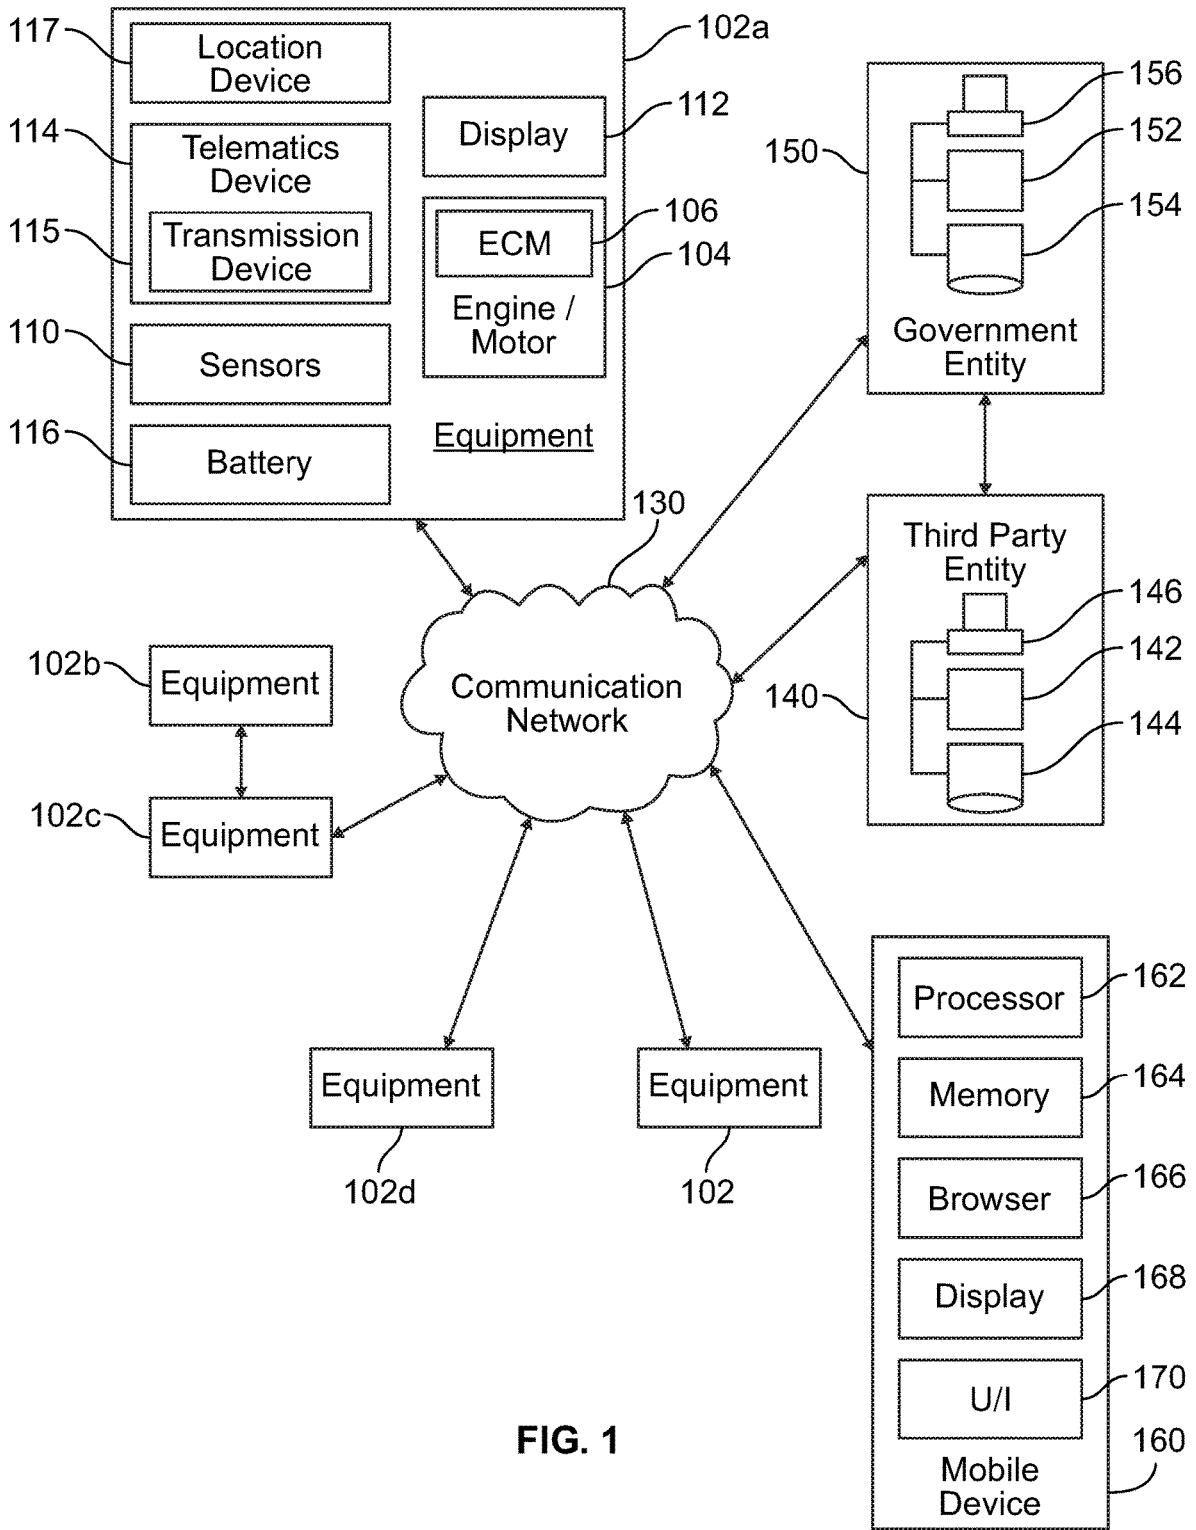 117
Location
Device
102a
114
Telematics
Device
115
Transmission
Device
110
Sensors
116
Battery
Display
112
ECM
106
104
Engine /
Motor
Equipment
150
156
152
154
Government
Entity
130
Communication
Network
Third Party
Entity
146
142
140
144
102b
Equipment
102c
Equipment
Equipment
102d
Equipment
102
Processor
162
Memory
164
Browser
166
Display
168
U/I
170
Mobile
Device
160
FIG. 1